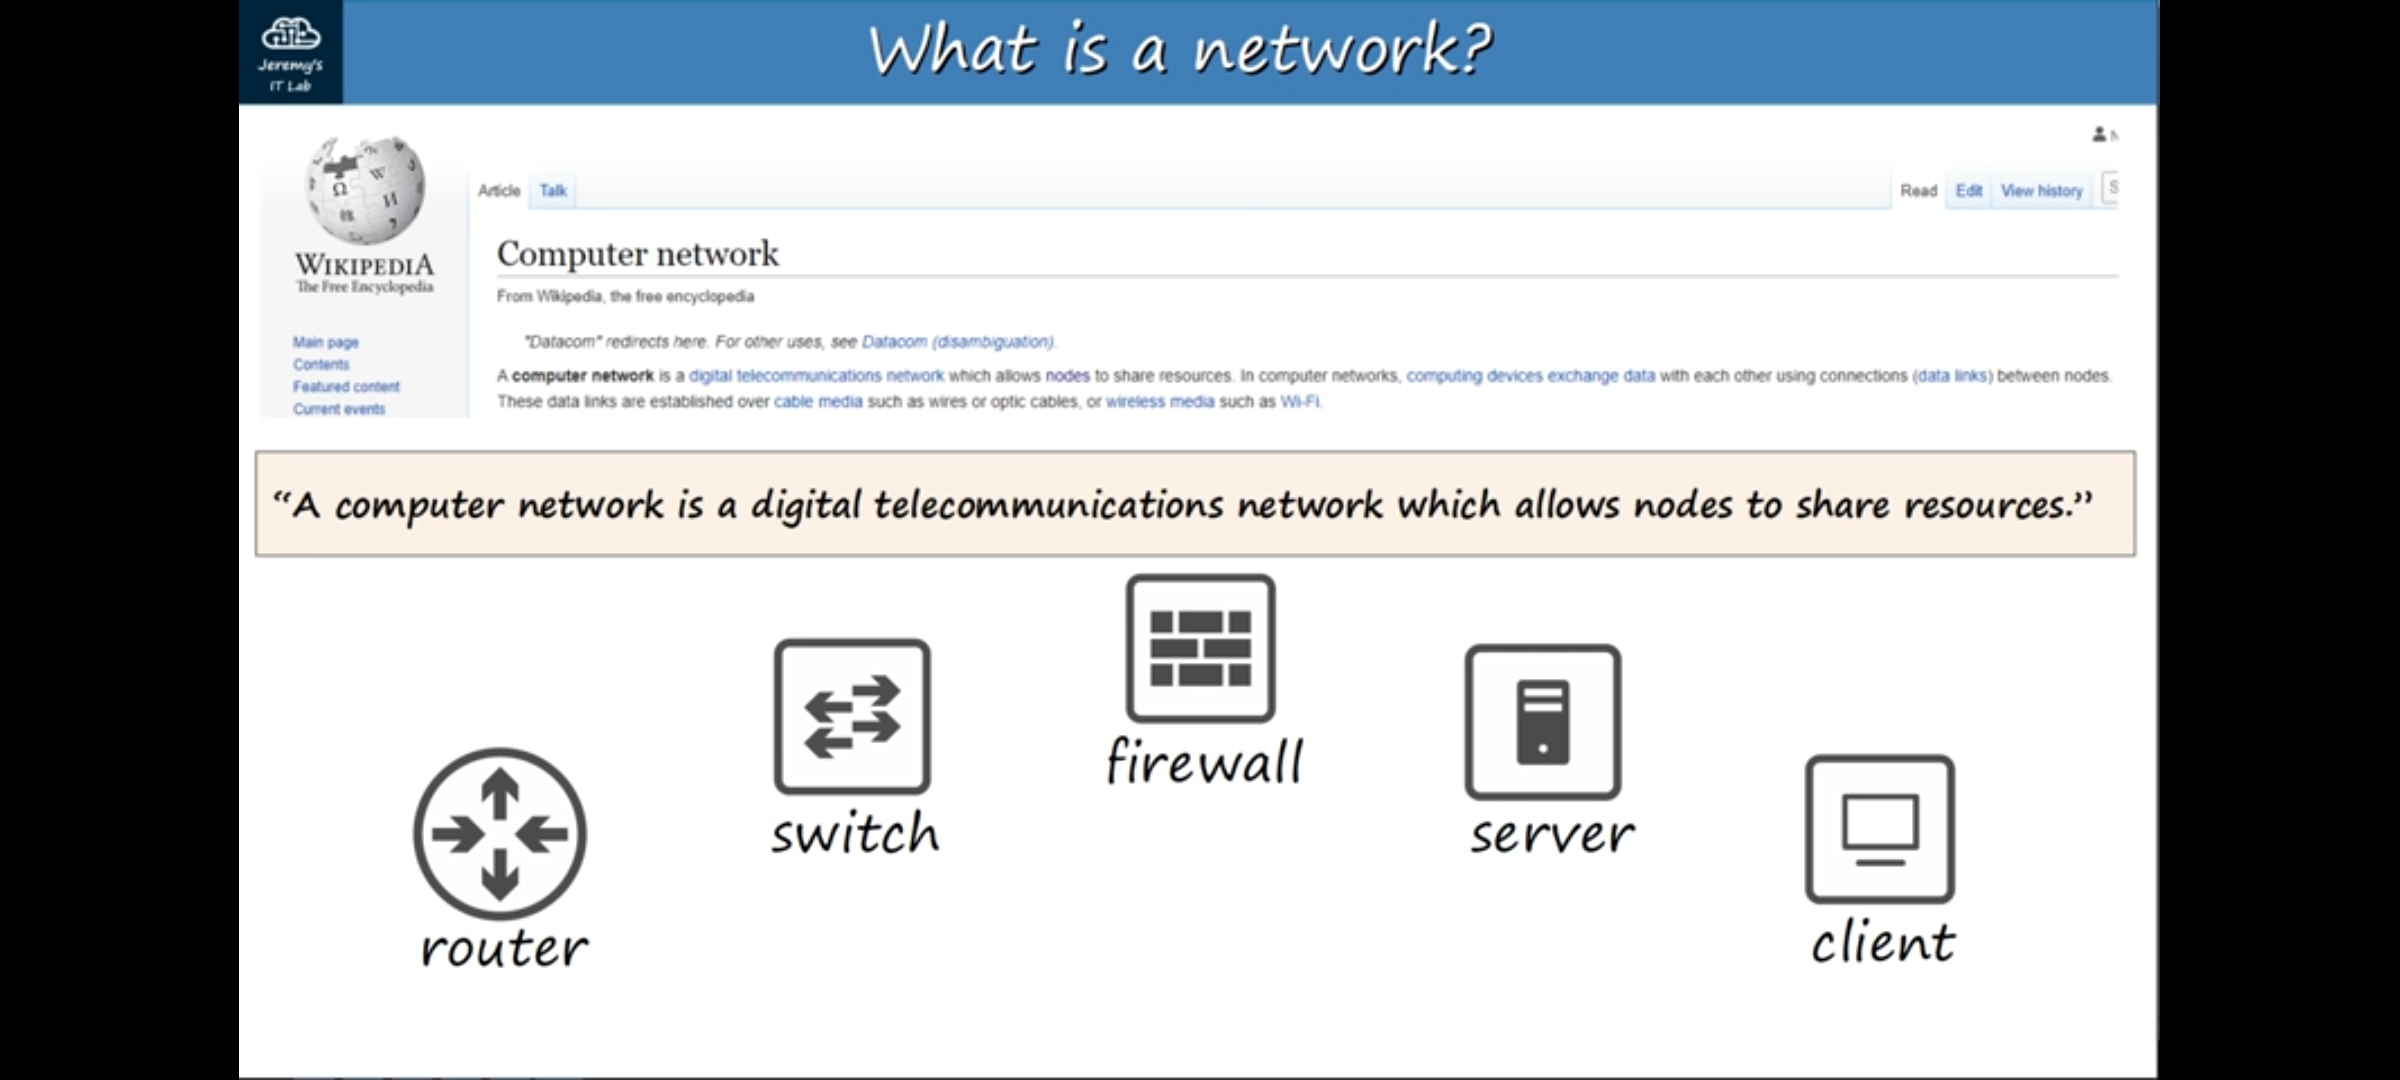 Jeremy's
IT Lab
What is a network?
WIKIPEDIA
The Free Encyclopedia
Main page
Contents
Featured content
Current events
Article Talk
Read Edit View history
Computer network
From Wikipedia, the free encyclopedia
"Datacom" redirects here. For other uses, see Datacom (disambiguation).
A computer network is a digital telecommunications network which allows nodes to share resources. In computer networks, computing devices exchange data with each other using connections (data links) between nodes.
These data links are established over cable media such as wires or optic cables, or wireless media such as Wi-Fi.
"A computer network is a digital telecommunications network which allows nodes to share resources."
router
switch
firewall
server
client